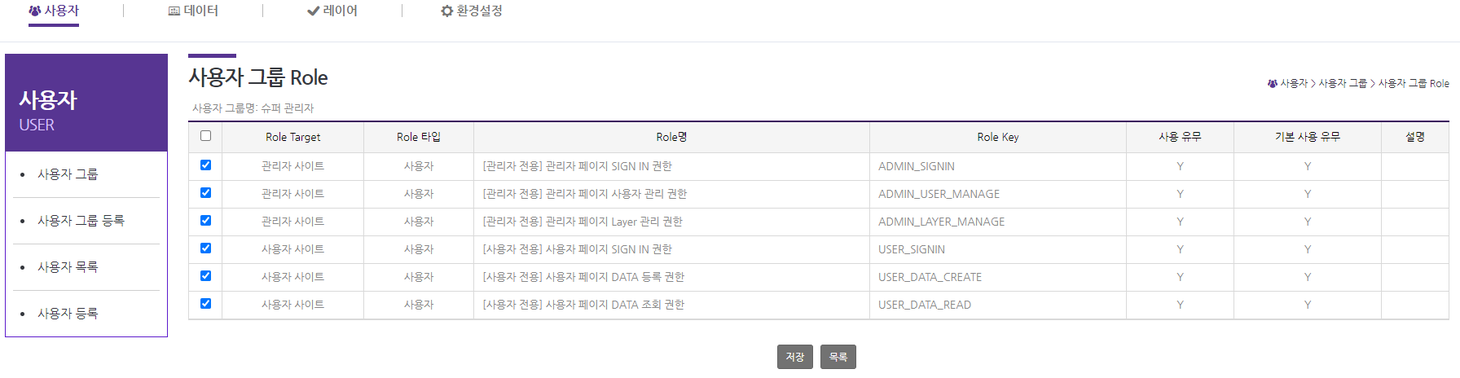 사용자 | 데이터 | 레이어 | 환경설정
사용자
USER
사용자 그룹
사용자 그룹 등록
사용자 목록
사용자 등록
사용자 그룹 Role
사용자 > 사용자 그룹 > 사용자 그룹 Role
사용자 그룹명: 슈퍼 관리자
Role Target Role 타입 Role명 Role Key 사용 유무 기본 사용 유무 설명
관리자 사이트 사용자 [관리자 전용] 관리자 페이지 SIGN IN 권한 ADMIN_SIGNIN Y Y
관리자 사이트 사용자 [관리자 전용] 관리자 페이지 사용자 관리 권한 ADMIN_USER_MANAGE Y Y
관리자 사이트 사용자 [관리자 전용] 관리자 페이지 Layer 관리 권한 ADMIN_LAYER_MANAGE Y Y
사용자 사이트 사용자 [사용자 전용] 사용자 페이지 SIGN IN 권한 USER_SIGNIN Y Y
사용자 사이트 사용자 [사용자 전용] 사용자 페이지 DATA 등록 권한 USER_DATA_CREATE Y Y
사용자 사이트 사용자 [사용자 전용] 사용자 페이지 DATA 조회 권한 USER_DATA_READ Y Y
저장 목록